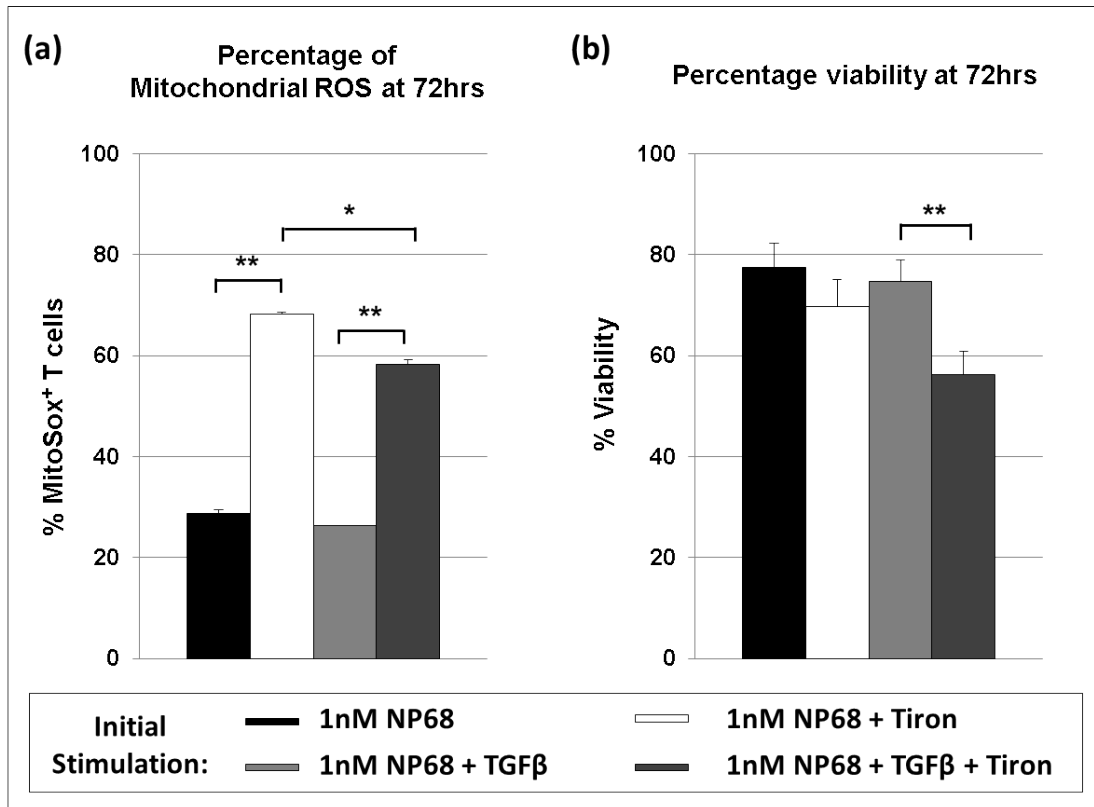 (a)
Percentage of
Mitochondrial ROS at 72hrs
% MitoSox⁺ T cells
100
80
60
40
20
0
**
*
**
(b)
Percentage viability at 72hrs
% Viability
100
80
60
40
20
0
**
Initial
Stimulation:
1nM NP68
1nM NP68 + Tiron
1nM NP68 + TGFβ
1nM NP68 + TGFβ + Tiron